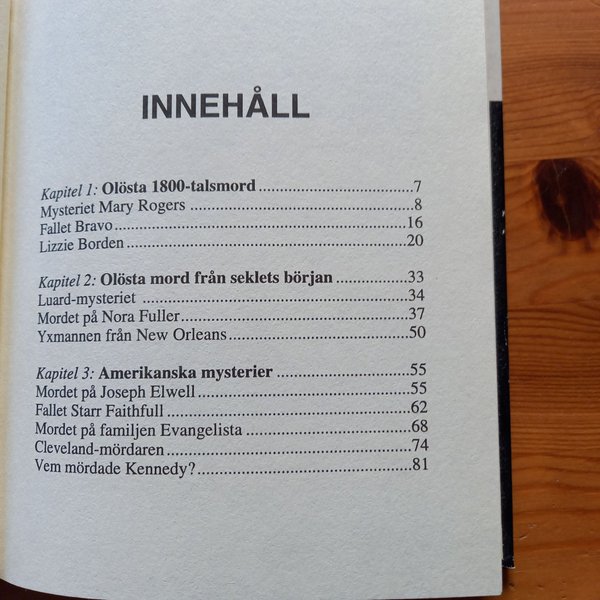 INNEHÅLL
Kapitel 1: Olösta 1800-talsmord........................................7
Mysteriet Mary Rogers ........................................8
Fallet Bravo........................................16
Lizzie Borden........................................20
Kapitel 2: Olösta mord från seklets början ....................33
Luard-mysteriet ........................................34
Mordet på Nora Fuller........................................37
Yxmannen från New Orleans........................................50
Kapitel 3: Amerikanska mysterier ........................................55
Mordet på Joseph Elwell........................................55
Fallet Starr Faithfull........................................62
Mordet på familjen Evangelista ........................................68
Cleveland-mördaren........................................74
Vem mördade Kennedy?........................................81